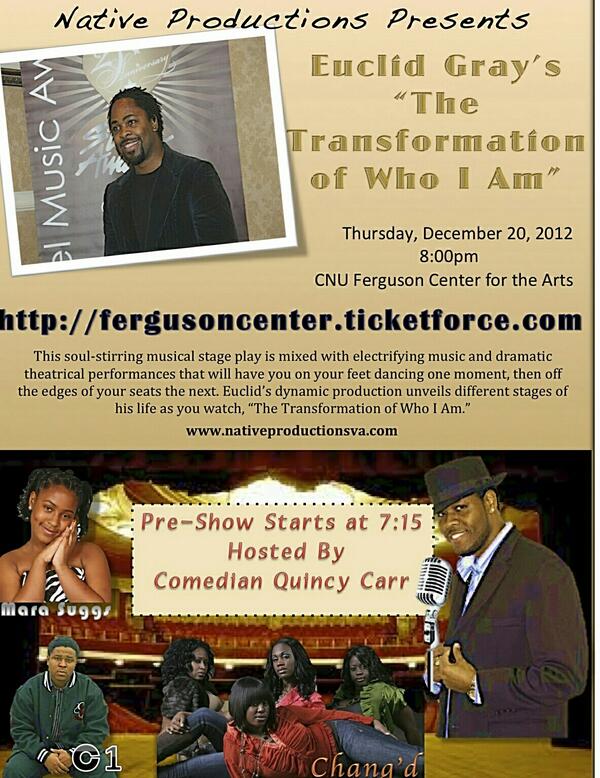 Native Productions Presents
Euclid Gray's
"The
Transformation
of Who I Am"
Thursday, December 20, 2012
8:00pm
CNU Ferguson Center for the Arts
http://fergusoncenter.ticketforce.com
This soul-stirring musical stage play is mixed with electrifying music and dramatic
theatrical performances that will have you on your feet dancing one moment, then off
the edges of your seats the next. Euclid's dynamic production unveils different stages of
his life as you watch, "The Transformation of Who I Am."
www.nativeproductionsva.com
Pre-Show Starts at 7:15
Hosted By
Comedian Quincy Carr
Mara Suggs
C1
Chang'd
el Music Aw
Anniversary